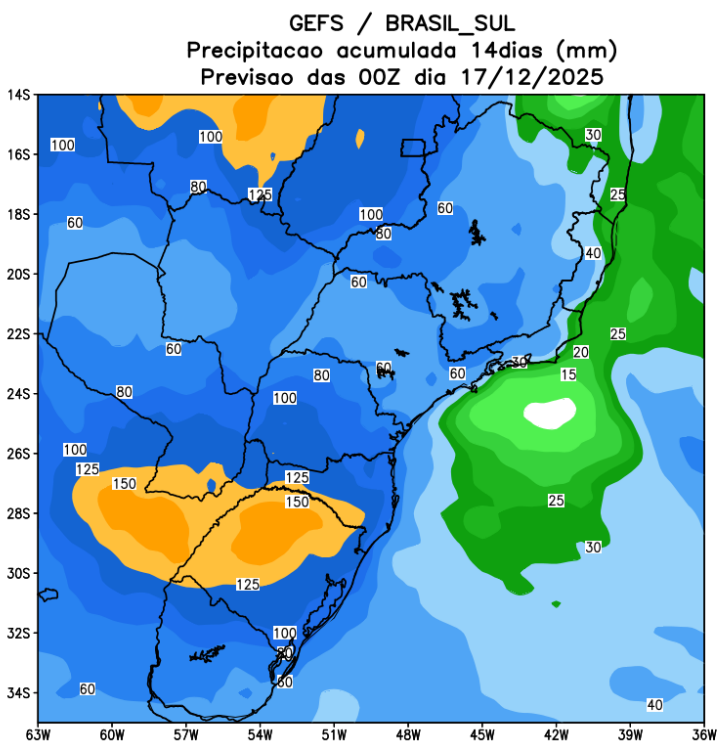 GEFS / BRASIL_SUL
Precipitacao acumulada 14dias (mm)
Previsao das 00Z dia 17/12/2025
14S
100 100 30
16S
80 125 25
18S
60 100 60
80
40
20S
60
22S
60 25
20
60 30
80 60 15
24S
80 100
100
26S
125 125
150 150 25
28S
30
30S
125
32S
100
80
60
34S
60 40
63W 60W 57W 54W 51W 48W 45W 42W 39W 36W